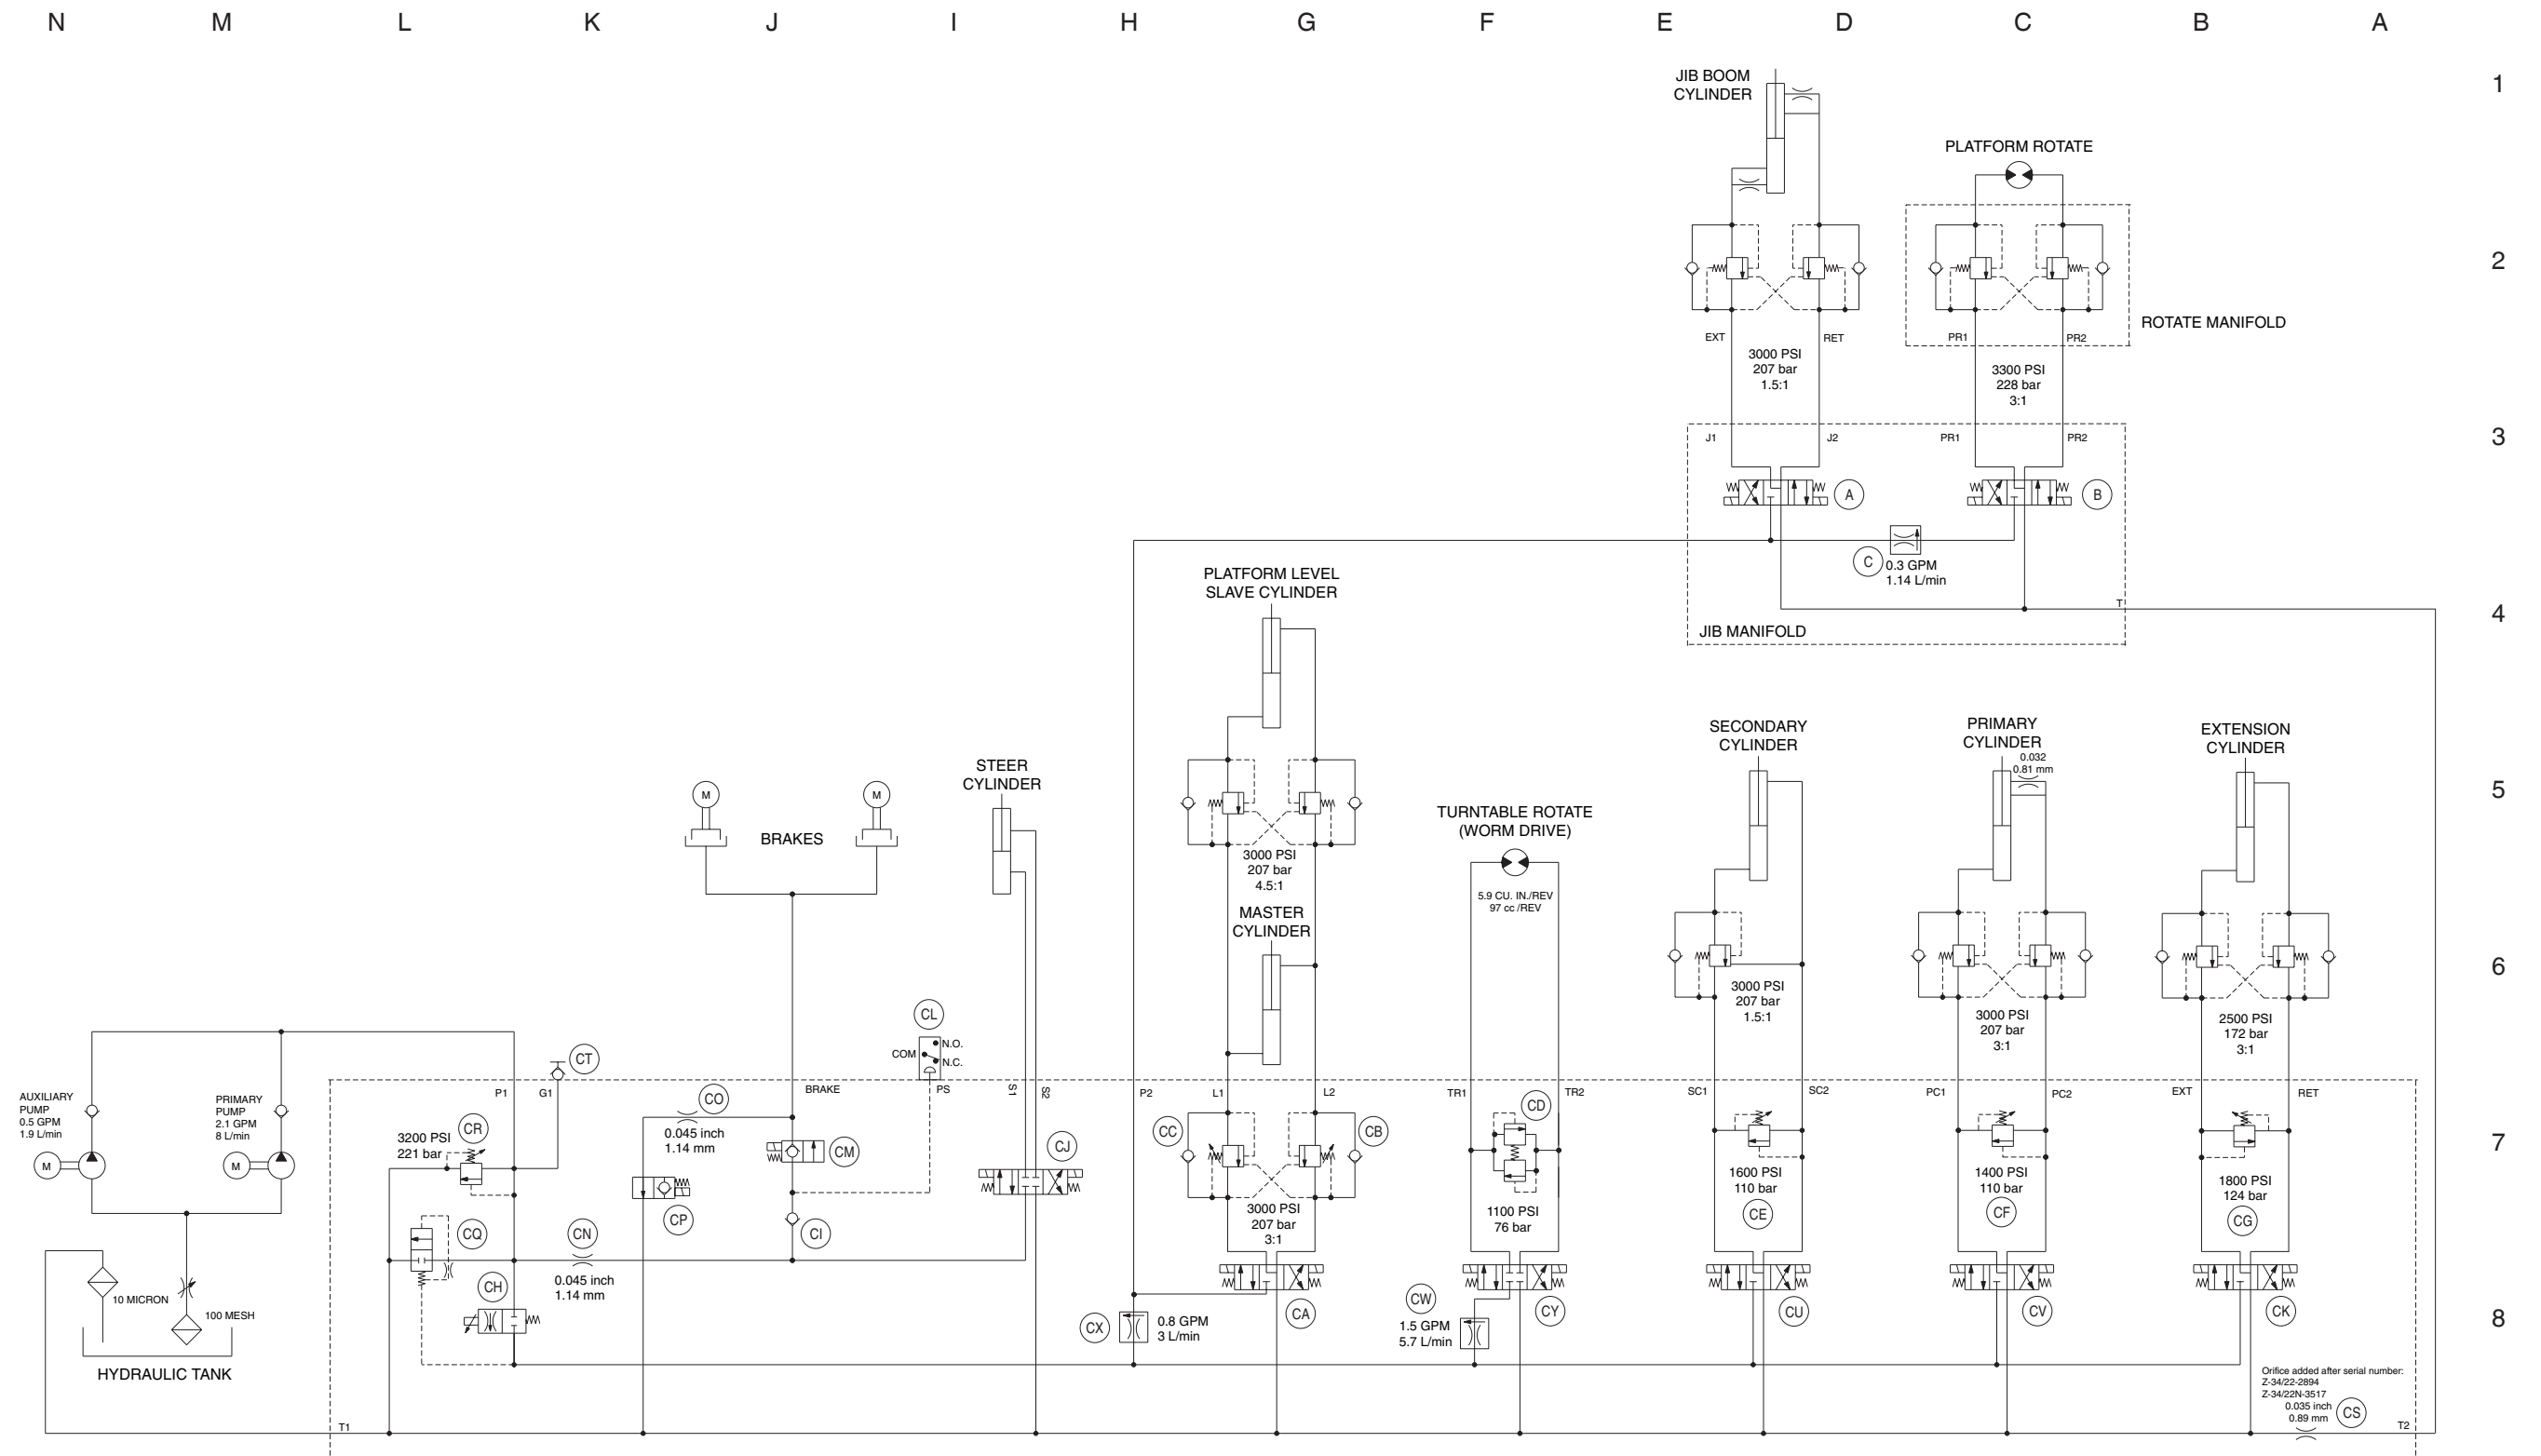 N M L K J I H G F E D C B A
1
2
3
4
5
6
7
8
JIB BOOM
CYLINDER
PLATFORM ROTATE
ROTATE MANIFOLD
EXT
RET
3000 PSI
207 bar
1.5:1
PR1
PR2
3300 PSI
228 bar
3:1
J1
J2
PR1
PR2
A
B
C
0.3 GPM
1.14 L/min
T
JIB MANIFOLD
PLATFORM LEVEL
SLAVE CYLINDER
3000 PSI
207 bar
4.5:1
MASTER
CYLINDER
STEER
CYLINDER
M
M
BRAKES
TURNTABLE ROTATE
(WORM DRIVE)
5.9 CU. IN./REV
97 cc /REV
SECONDARY
CYLINDER
3000 PSI
207 bar
1.5:1
PRIMARY
CYLINDER
0.032
0.81 mm
3000 PSI
207 bar
3:1
EXTENSION
CYLINDER
2500 PSI
172 bar
3:1
AUXILIARY
PUMP
0.5 GPM
1.9 L/min
M
PRIMARY
PUMP
2.1 GPM
8 L/min
M
10 MICRON
100 MESH
HYDRAULIC TANK
CT
P1
G1
CR
3200 PSI
221 bar
CQ
CH
CN
0.045 inch
1.14 mm
CO
0.045 inch
1.14 mm
CP
BRAKE
CM
CI
CL
COM
N.O.
N.C.
PS
S1
S2
CJ
P2
L1
L2
CC
CB
3000 PSI
207 bar
3:1
CA
CX
0.8 GPM
3 L/min
TR1
TR2
CD
1100 PSI
76 bar
CW
1.5 GPM
5.7 L/min
CY
SC1
SC2
1600 PSI
110 bar
CE
CU
PC1
PC2
1400 PSI
110 bar
CF
CV
EXT
RET
1800 PSI
124 bar
CG
CK
Orifice added after serial number:
Z-34/22-2894
Z-34/22N-3517
0.035 inch
0.89 mm
CS
T1
T2